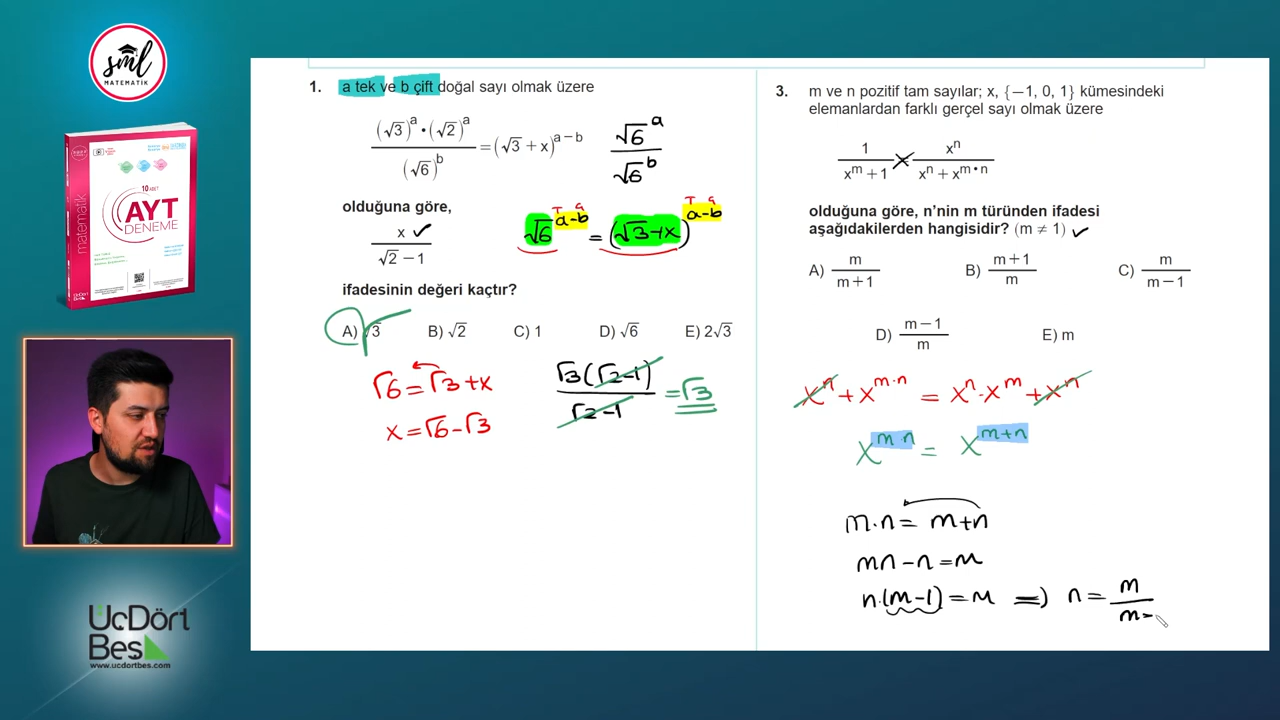 sml
MATEMATİK
matematik
10 ADET
AYT
DENEME
ÜçDört
Beş
www.ucdortbes.com
1. a tek ve b çift doğal sayı olmak üzere
(√3)^a · (√2)^a / (√6)^b = (√3 + x)^(a − b)
√6^a / √6^b
olduğuna göre,
x / (√2 − 1)
T Ç T Ç
√6^(a−b) = (√3+x)^(a−b)
ifadesinin değeri kaçtır?
A) √3 B) √2 C) 1 D) √6 E) 2√3
√6 = √3+x
x = √6 − √3
√3(√2−1) / (√2−1) = √3
3. m ve n pozitif tam sayılar; x, {−1, 0, 1} kümesindeki
elemanlardan farklı gerçel sayı olmak üzere
1 / (x^m + 1) = x^n / (x^n + x^(m·n))
olduğuna göre, n’nin m türünden ifadesi
aşağıdakilerden hangisidir? (m ≠ 1)
A) m / (m + 1) B) (m + 1) / m C) m / (m − 1)
D) (m − 1) / m E) m
x^n + x^(m·n) = x^n · x^m + x^n
x^(m·n) = x^(m+n)
m·n = m+n
mn − n = m
n·(m−1) = m ⇒ n = m / (m−